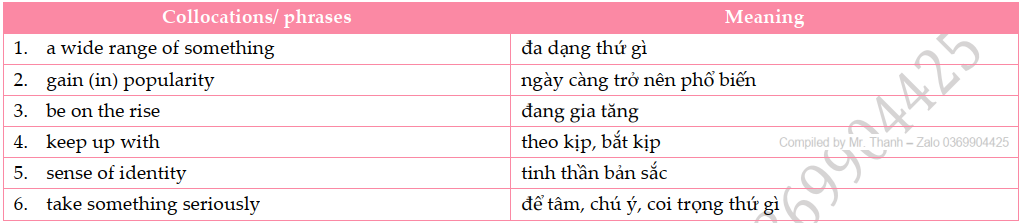 Collocations/ phrases Meaning
1. a wide range of something đa dạng thứ gì
2. gain (in) popularity ngày càng trở nên phổ biến
3. be on the rise đang gia tăng
4. keep up with theo kịp, bắt kịp
Compiled by Mr. Thanh – Zalo 0369904425
5. sense of identity tinh thần bản sắc
6. take something seriously để tâm, chú ý, coi trọng thứ gì
369904425